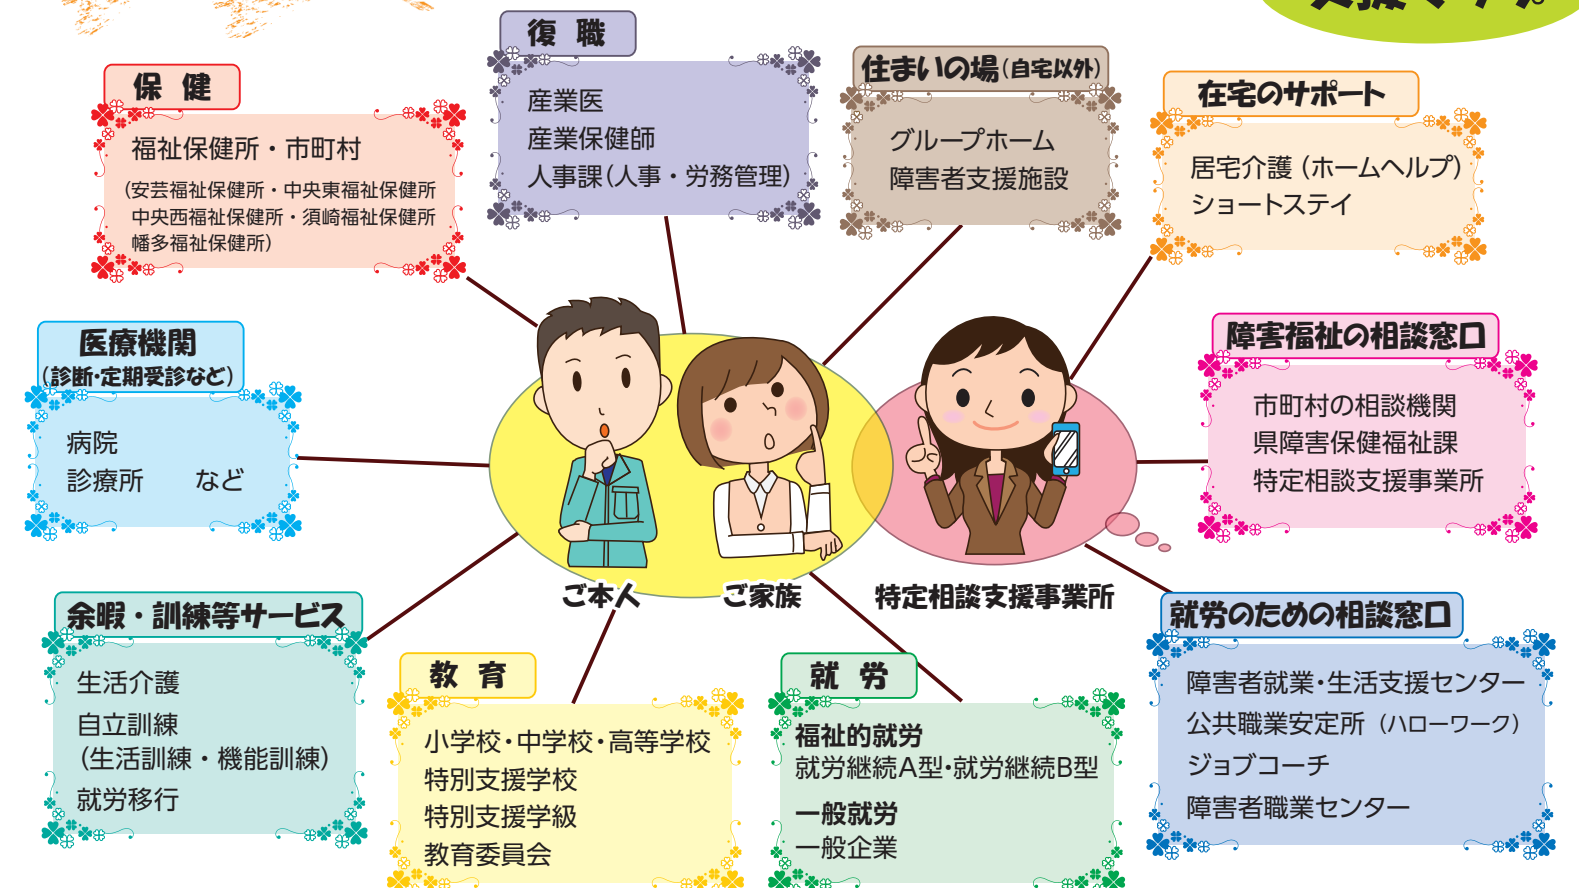 保健
福祉保健所・市町村
（安芸福祉保健所・中央東福祉保健所
中央西福祉保健所・須崎福祉保健所
幡多福祉保健所）
復職
産業医
産業保健師
人事課（人事・労務管理）
住まいの場（自宅以外）
グループホーム
障害者支援施設
在宅のサポート
居宅介護（ホームヘルプ）
ショートステイ
医療機関
（診断・定期受診など）
病院
診療所　　など
障害福祉の相談窓口
市町村の相談機関
県障害保健福祉課
特定相談支援事業所
ご本人
ご家族
特定相談支援事業所
余暇・訓練等サービス
生活介護
自立訓練
（生活訓練・機能訓練）
就労移行
教育
小学校・中学校・高等学校
特別支援学校
特別支援学級
教育委員会
就労
福祉的就労
就労継続A型・就労継続B型
一般就労
一般企業
就労のための相談窓口
障害者就業・生活支援センター
公共職業安定所（ハローワーク）
ジョブコーチ
障害者職業センター